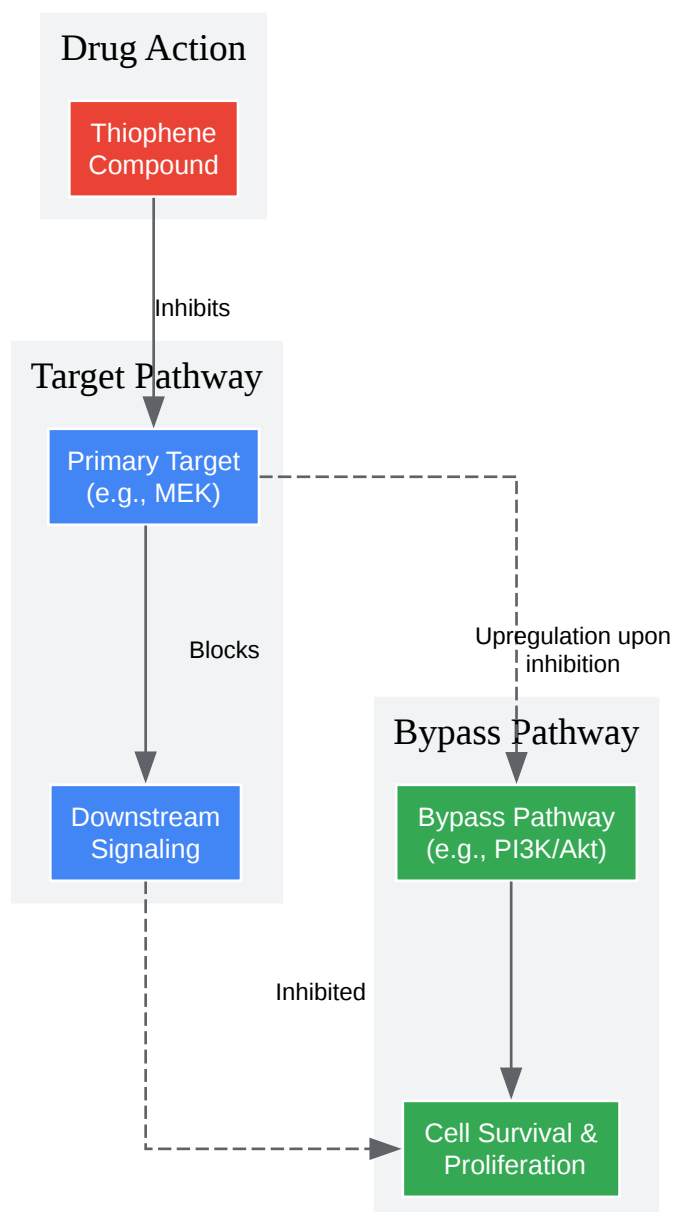 Drug Action
Thiophene
Compound
Inhibits
Target Pathway
Primary Target
(e.g., MEK)
Blocks
Upregulation upon
inhibition
Bypass Pathway
Downstream
Signaling
Bypass Pathway
(e.g., PI3K/Akt)
Inhibited
Cell Survival &
Proliferation